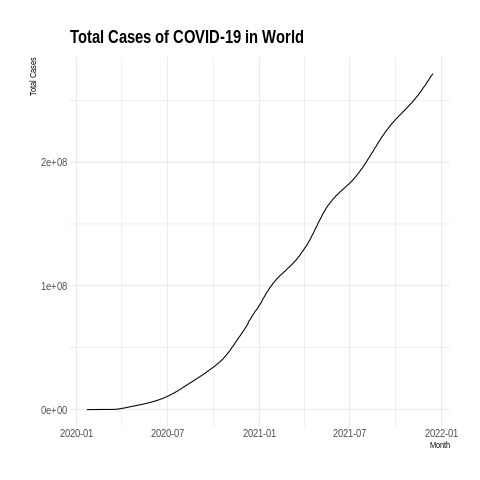 Total Cases of COVID-19 in World
Total Cases
2e+08
1e+08
0e+00
2020-01 2020-07 2021-01 2021-07 2022-01
Month